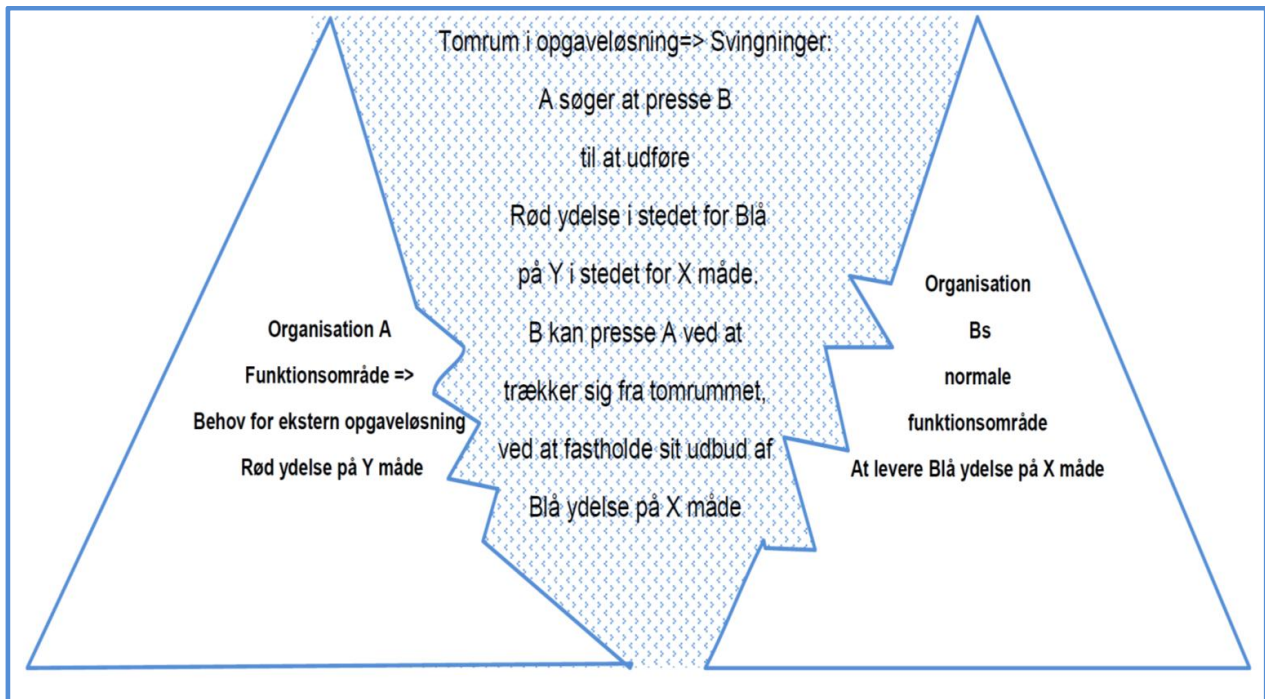 Tomrum i opgaveløsning=> Svingninger:
A søger at presse B
til at udføre
Rød ydelse i stedet for Blå
på Y i stedet for X måde.
B kan presse A ved at
trækker sig fra tomrummet,
ved at fastholde sit udbud af
Blå ydelse på X måde
Organisation A
Funktionsområde =>
Behov for ekstern opgaveløsning
Rød ydelse på Y måde
Organisation
Bs
normale
funktionsområde
At levere Blå ydelse på X måde